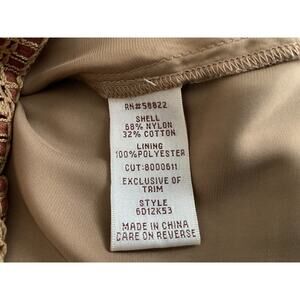 RN#58822
SHELL
68% NYLON
32% COTTON
LINING
100%POLYESTER
CUT:8000611
EXCLUSIVE OF
TRIM
STYLE
6D12K53
MADE IN CHINA
CARE ON REVERSE